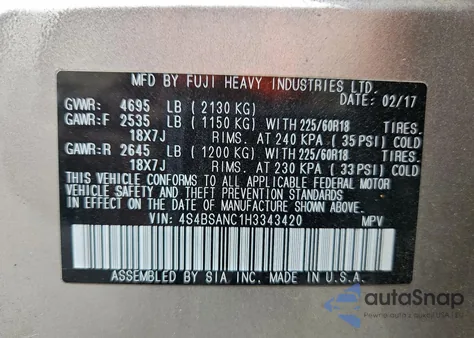 MFD BY FUJI HEAVY INDUSTRIES LTD.
DATE: 02/17
GVWR: 4695 LB (2130 KG)
GAWR:F 2535 LB (1150 KG) WITH 225/60R18 TIRES.
18X7J RIMS. AT 240 KPA (35 PSI) COLD
GAWR:R 2645 LB (1200 KG) WITH 225/60R18 TIRES.
18X7J RIMS. AT 230 KPA (33 PSI) COLD
THIS VEHICLE CONFORMS TO ALL APPLICABLE FEDERAL MOTOR
VEHICLE SAFETY AND THEFT PREVENTION STANDARDS
IN EFFECT ON THE DATE OF MANUFACTURE SHOWN ABOVE.
VIN: 4S4BSANC1H3343420 MPV
ASSEMBLED BY SIA INC. MADE IN U.S.A.
autoSnap